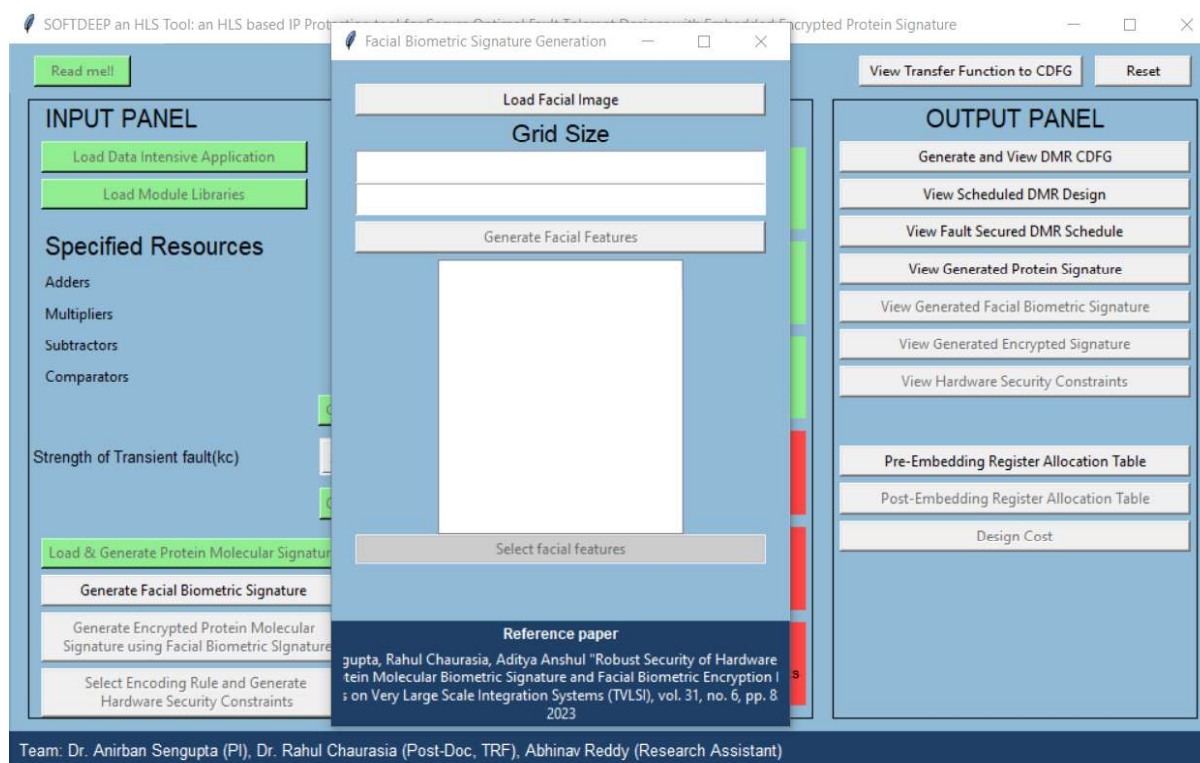 SOFTDEEP an HLS Tool: an HLS based IP
Facial Biometric Signature Generation
Protein Signature
Read me!!
View Transfer Function to CDFG
Reset
INPUT PANEL
Load Data Intensive Application
Load Module Libraries
Specified Resources
Adders
Multipliers
Subtractors
Comparators
Strength of Transient fault(kc)
Load & Generate Protein Molecular Signatur
Generate Facial Biometric Signature
Generate Encrypted Protein Molecular
Signature using Facial Biometric SIgnature
Select Encoding Rule and Generate
Hardware Security Constraints
Load Facial Image
Grid Size
Generate Facial Features
Select facial features
Reference paper
gupta, Rahul Chaurasia, Aditya Anshul "Robust Security of Hardware
tein Molecular Biometric Signature and Facial Biometric Encryption
s on Very Large Scale Integration Systems (TVLSI), vol. 31, no. 6, pp. 8
2023
OUTPUT PANEL
Generate and View DMR CDFG
View Scheduled DMR Design
View Fault Secured DMR Schedule
View Generated Protein Signature
View Generated Facial Biometric Signature
View Generated Encrypted Signature
View Hardware Security Constraints
Pre-Embedding Register Allocation Table
Post-Embedding Register Allocation Table
Design Cost
Team: Dr. Anirban Sengupta (PI), Dr. Rahul Chaurasia (Post-Doc, TRF), Abhinav Reddy (Research Assistant)